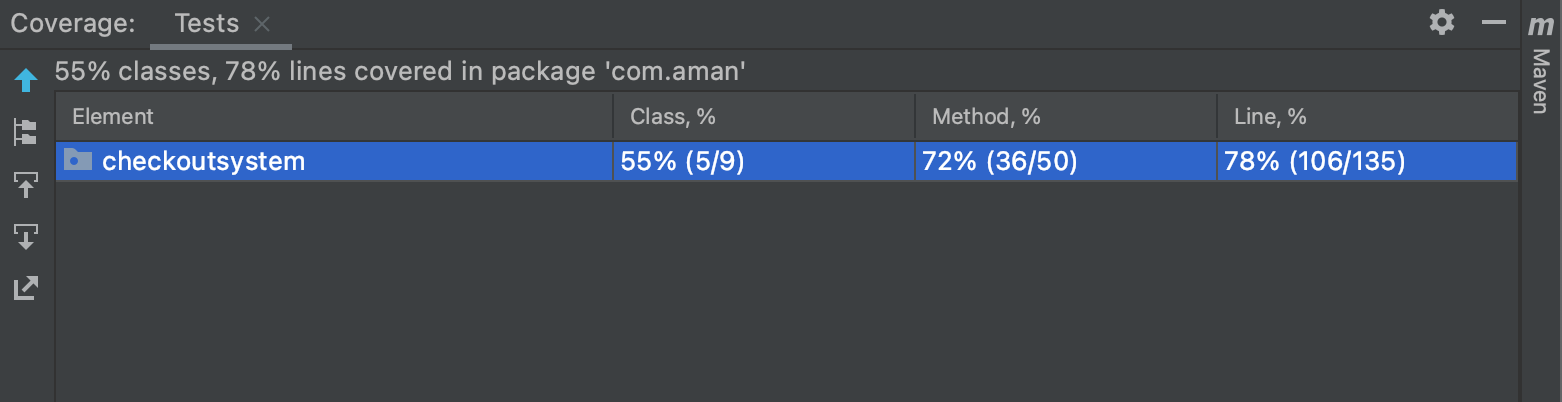 Coverage: Tests
55% classes, 78% lines covered in package 'com.aman'
Element Class, % Method, % Line, %
checkoutsystem 55% (5/9) 72% (36/50) 78% (106/135)
m Maven